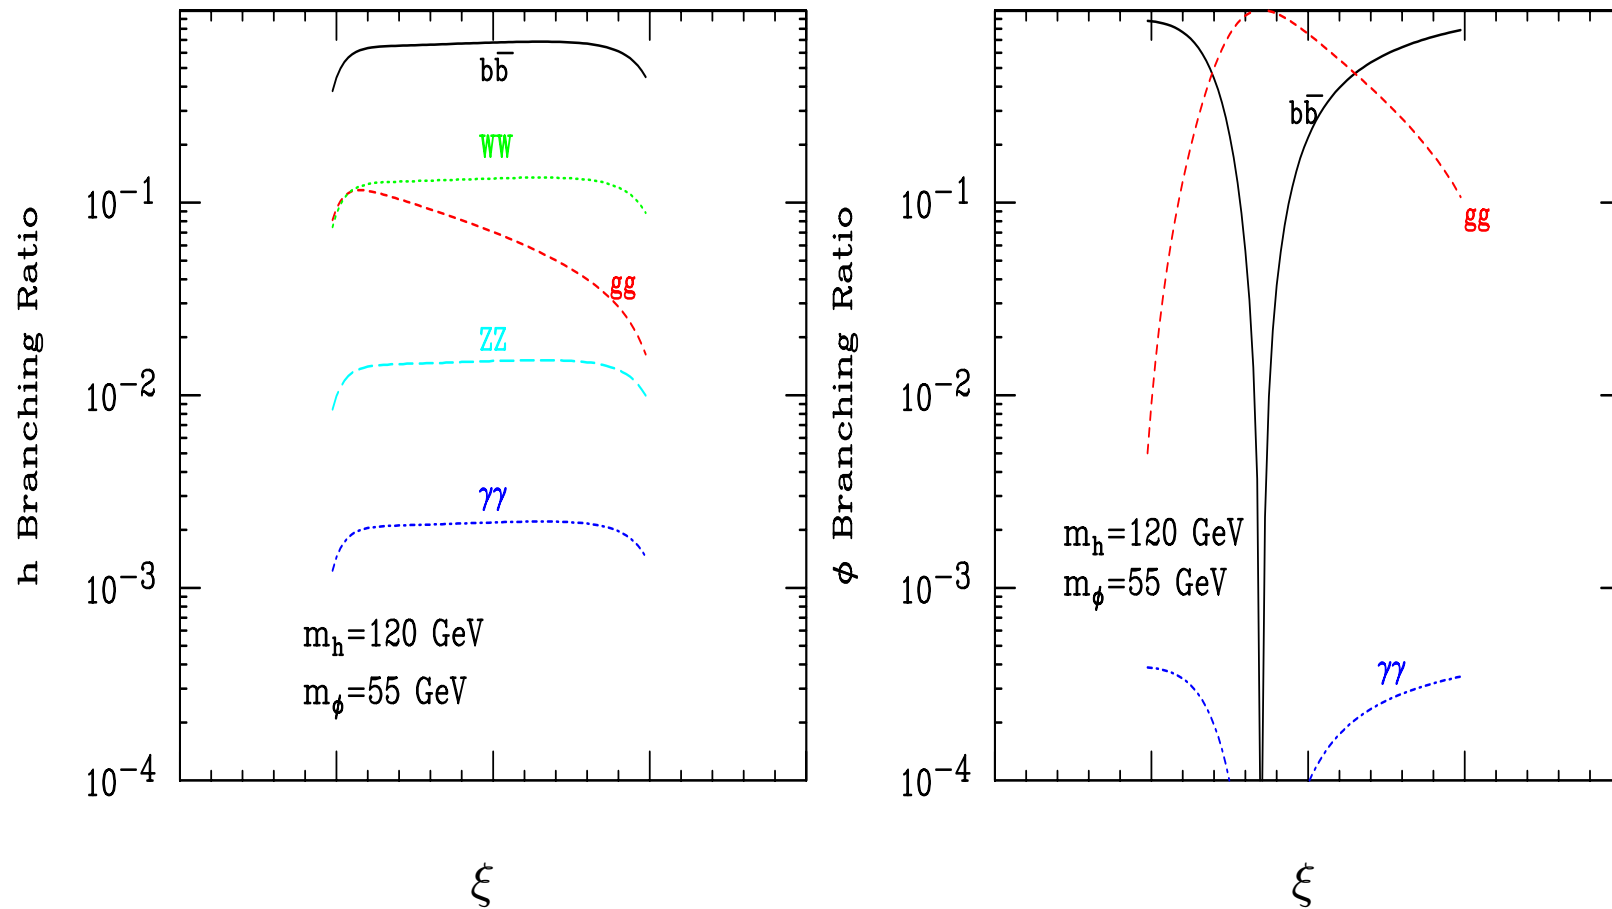 h Branching Ratio
10⁻¹
10⁻²
10⁻³
10⁻⁴
bb̅
WW
gg
ZZ
γγ
mₕ=120 GeV
m_ϕ=55 GeV
ξ
ϕ Branching Ratio
10⁻¹
10⁻²
10⁻³
10⁻⁴
bb̅
gg
mₕ=120 GeV
m_ϕ=55 GeV
γγ
ξ